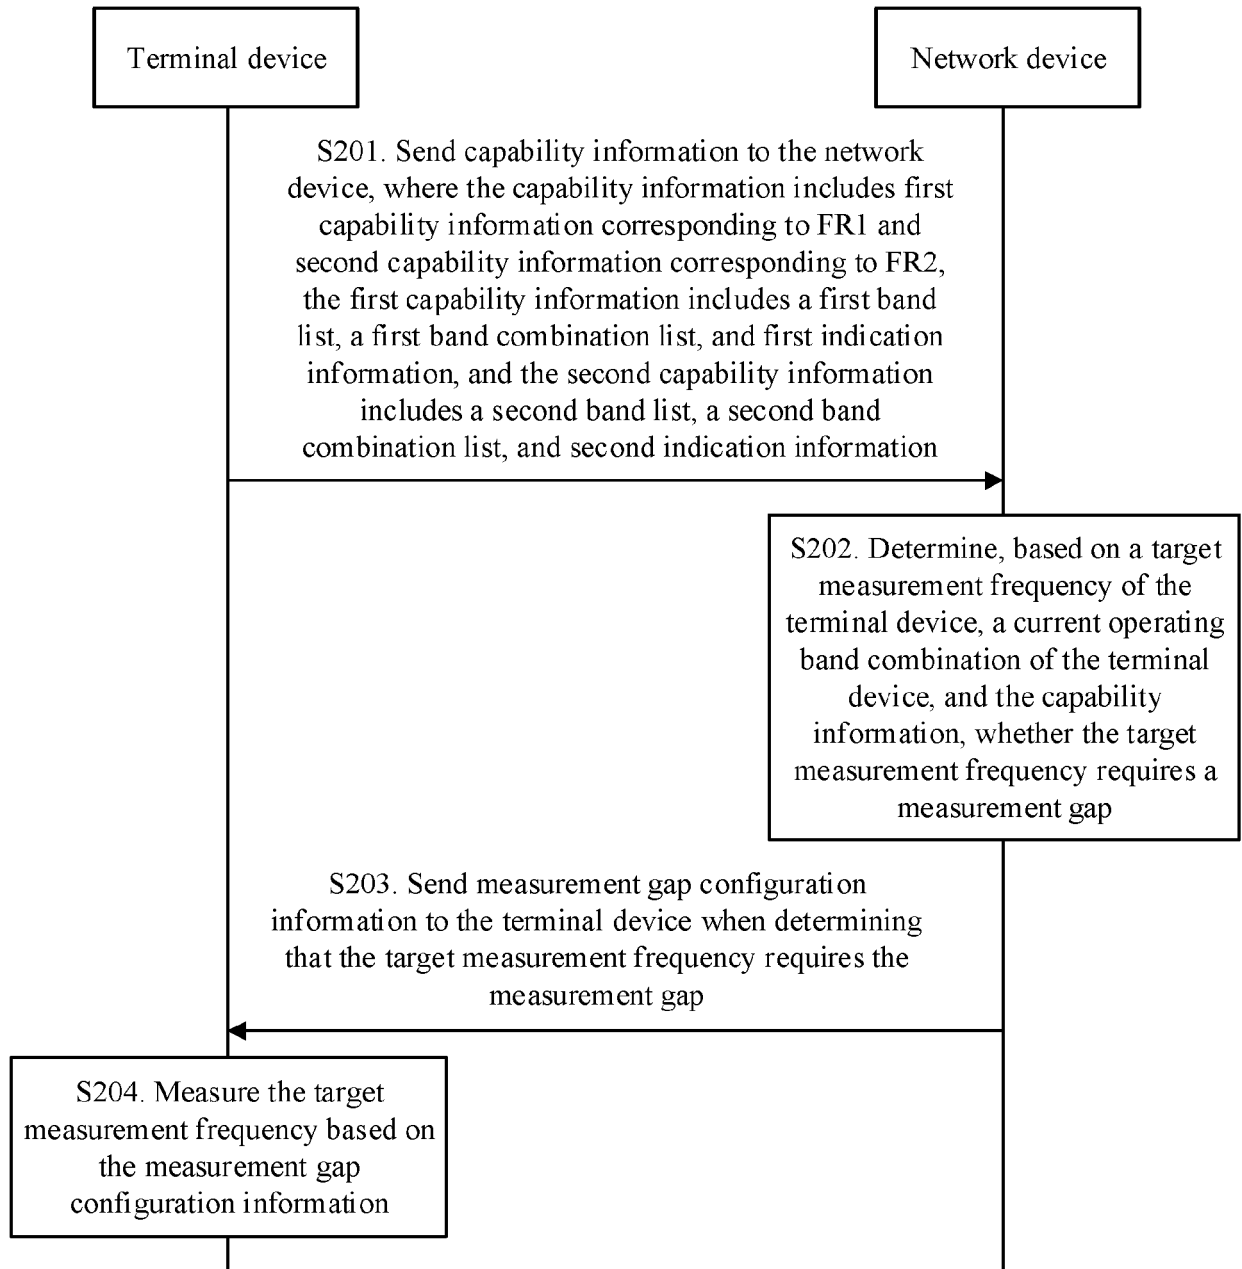 Terminal device
Network device
S201. Send capability information to the network
device, where the capability information includes first
capability information corresponding to FR1 and
second capability information corresponding to FR2,
the first capability information includes a first band
list, a first band combination list, and first indication
information, and the second capability information
includes a second band list, a second band
combination list, and second indication information
S202. Determine, based on a target
measurement frequency of the
terminal device, a current operating
band combination of the terminal
device, and the capability
information, whether the target
measurement frequency requires a
measurement gap
S203. Send measurement gap configuration
information to the terminal device when determining
that the target measurement frequency requires the
measurement gap
S204. Measure the target
measurement frequency based on
the measurement gap
configuration information